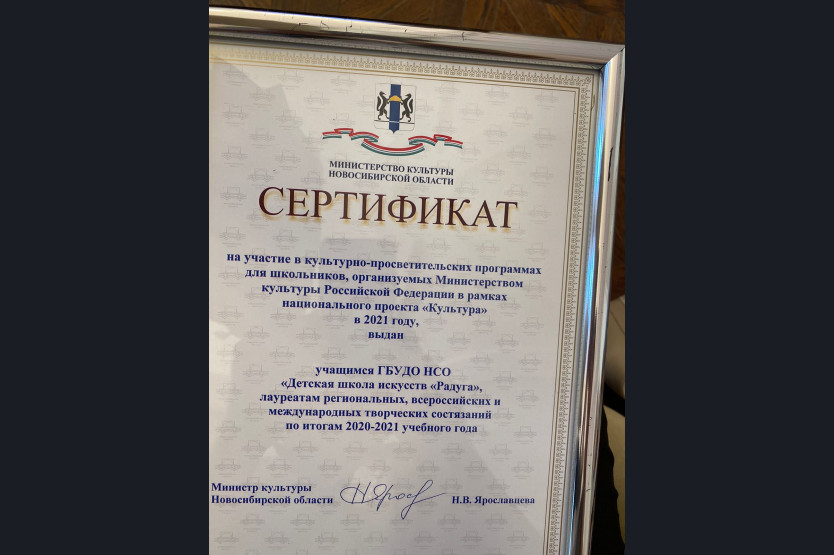 МИНИСТЕРСТВО КУЛЬТУРЫ
НОВОСИБИРСКОЙ ОБЛАСТИ
СЕРТИФИКАТ
на участие в культурно-просветительских программах
для школьников, организуемых Министерством
культуры Российской Федерации в рамках
национального проекта «Культура»
в 2021 году,
выдан
учащимся ГБУДО НСО
«Детская школа искусств «Радуга»,
лауреатам региональных, всероссийских и
международных творческих состязаний
по итогам 2020-2021 учебного года
Министр культуры
Новосибирской области
Н.В. Ярославцева